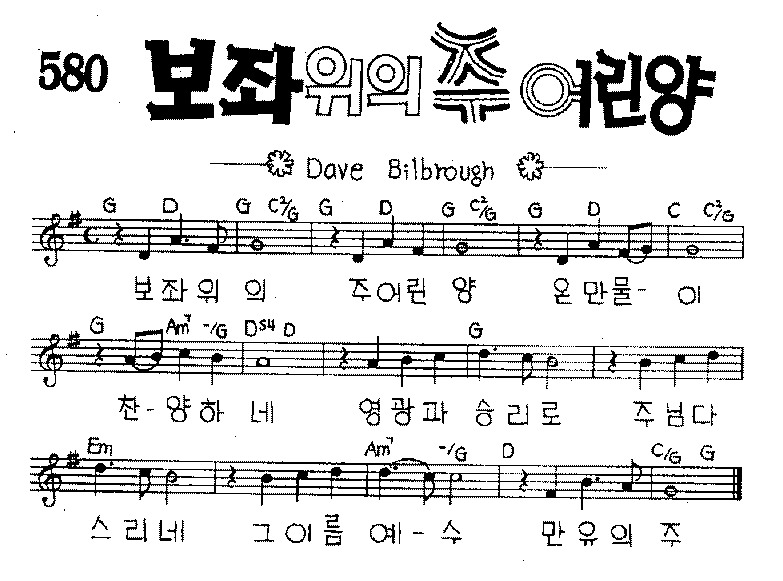 580 보좌위의 주 어린양
Dave Bilbrough
G D G C²/G G D G C²/G G D C C²/G
보좌위 의 주어린 양 온만물- 이
G Am⁷ -/G Dˢ⁴ D G
찬-양하 네 영광과 승리로 주님다
Em Am⁷ -/G D C/G G
스리네 그이름 예-수 만유의 주